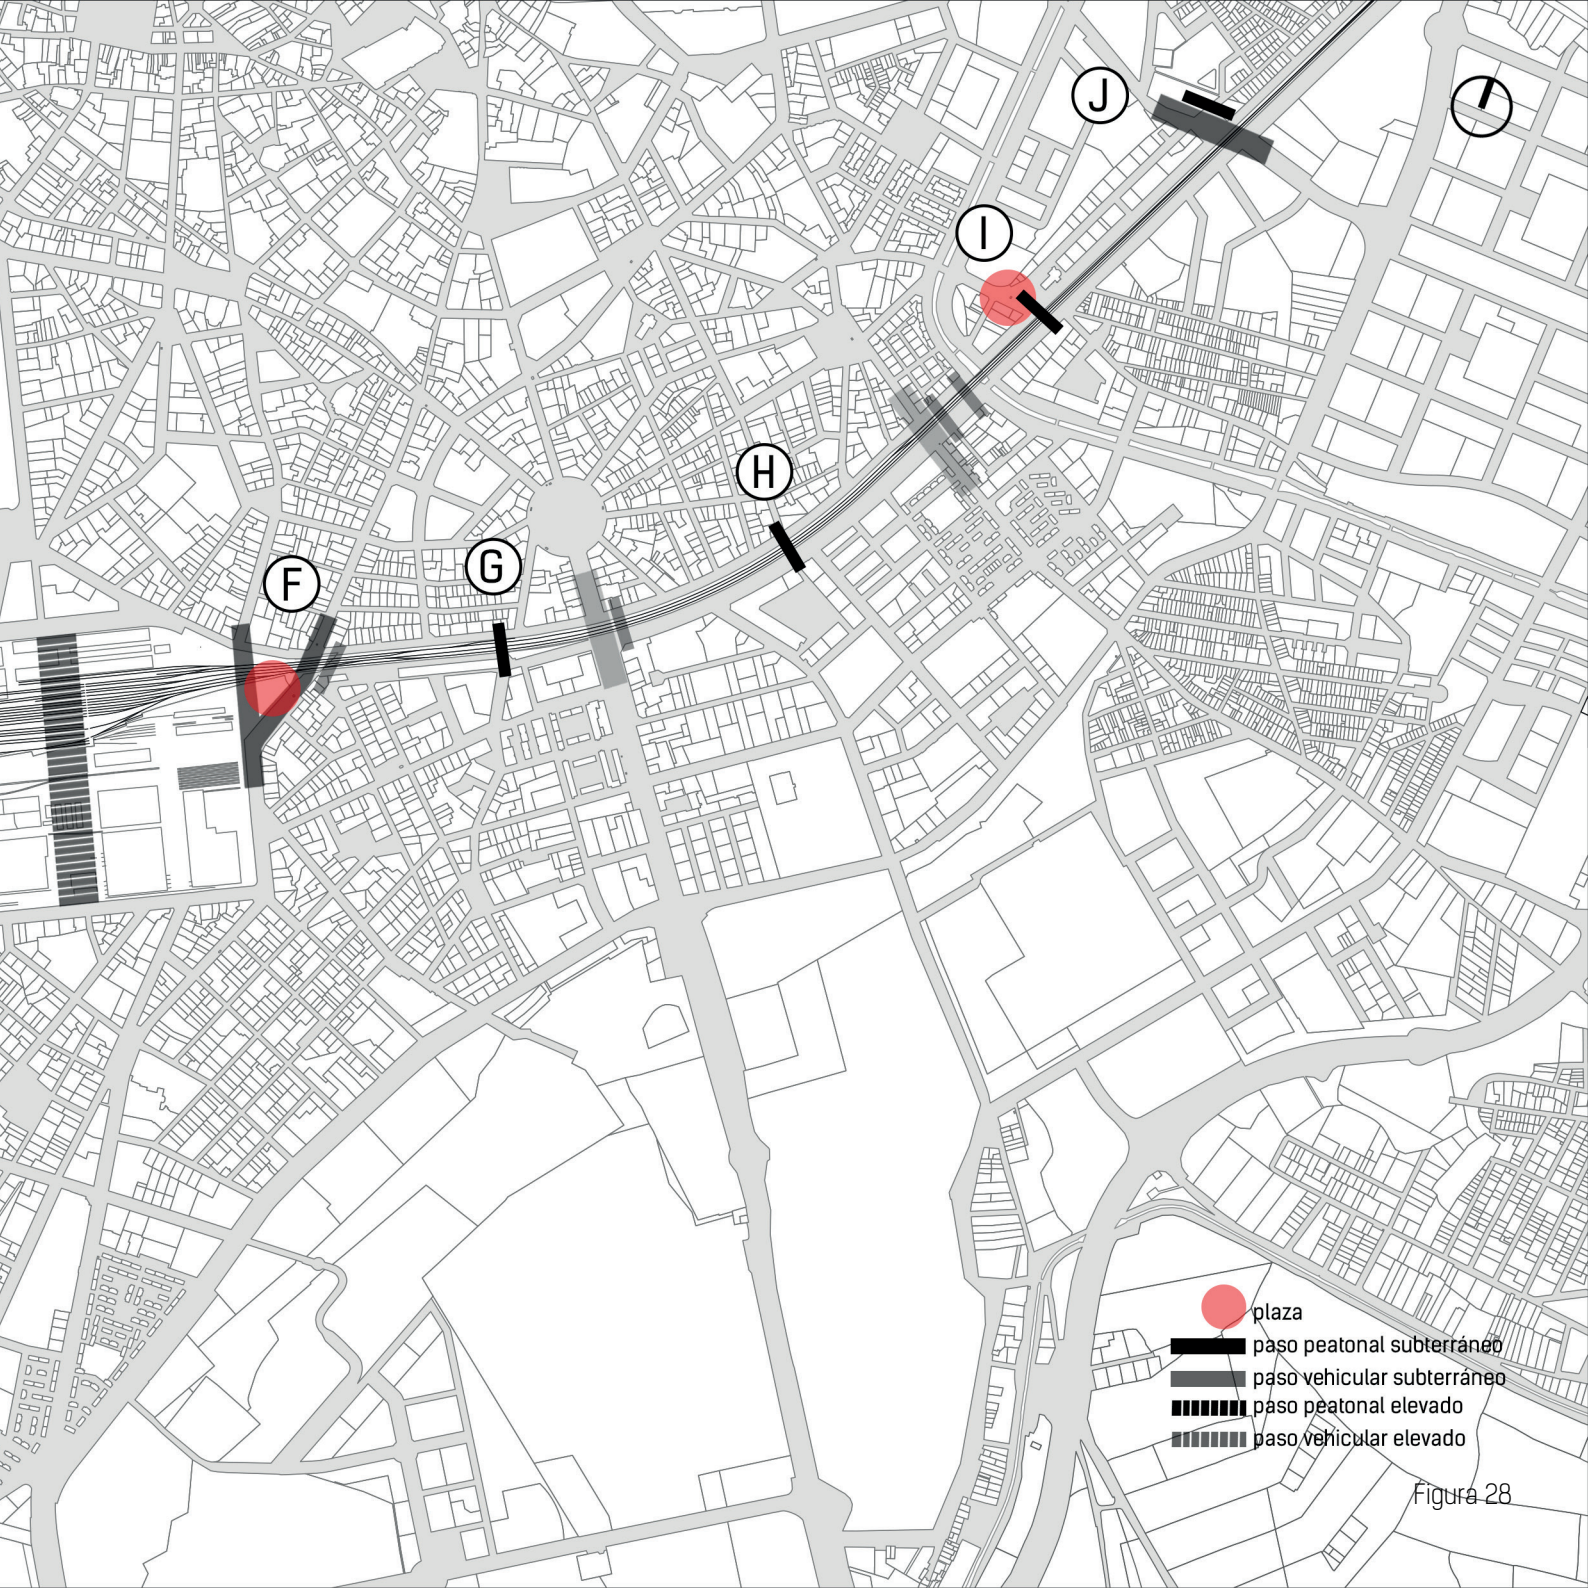 J
I
H
G
F
plaza
paso peatonal subterráneo
paso vehicular subterráneo
paso peatonal elevado
paso vehicular elevado
Figura 28